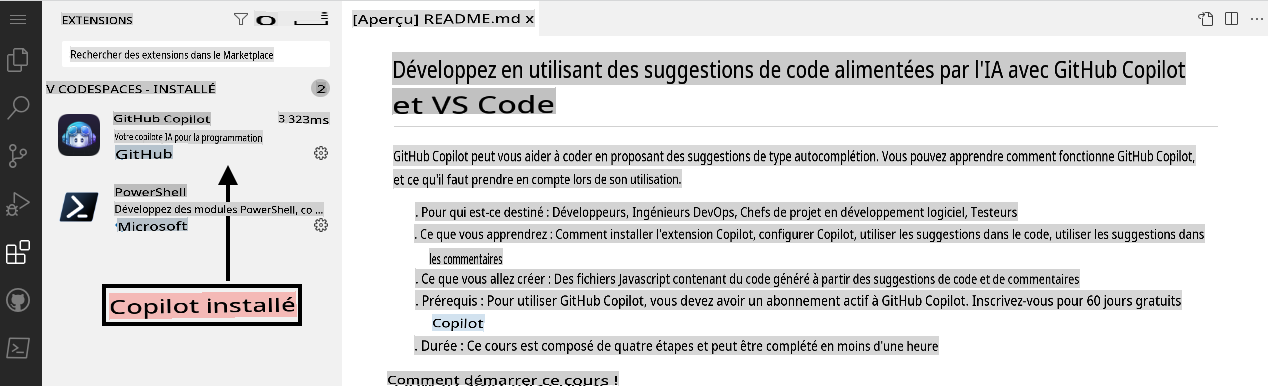 EXTENSIONS
Rechercher des extensions dans le Marketplace
V CODESPACES - INSTALLÉ
2
GitHub Copilot
3 323ms
Votre copilote IA pour la programmation
GitHub
PowerShell
Développez des modules PowerShell, co ...
Microsoft
Copilot installé
[Aperçu] README.md x
Développez en utilisant des suggestions de code alimentées par l'IA avec GitHub Copilot
et VS Code
GitHub Copilot peut vous aider à coder en proposant des suggestions de type autocomplétion. Vous pouvez apprendre comment fonctionne GitHub Copilot,
et ce qu'il faut prendre en compte lors de son utilisation.
. Pour qui est-ce destiné : Développeurs, Ingénieurs DevOps, Chefs de projet en développement logiciel, Testeurs
. Ce que vous apprendrez : Comment installer l'extension Copilot, configurer Copilot, utiliser les suggestions dans le code, utiliser les suggestions dans
les commentaires
. Ce que vous allez créer : Des fichiers Javascript contenant du code généré à partir des suggestions de code et de commentaires
. Prérequis : Pour utiliser GitHub Copilot, vous devez avoir un abonnement actif à GitHub Copilot. Inscrivez-vous pour 60 jours gratuits
Copilot
. Durée : Ce cours est composé de quatre étapes et peut être complété en moins d'une heure
Comment démarrer ce cours !